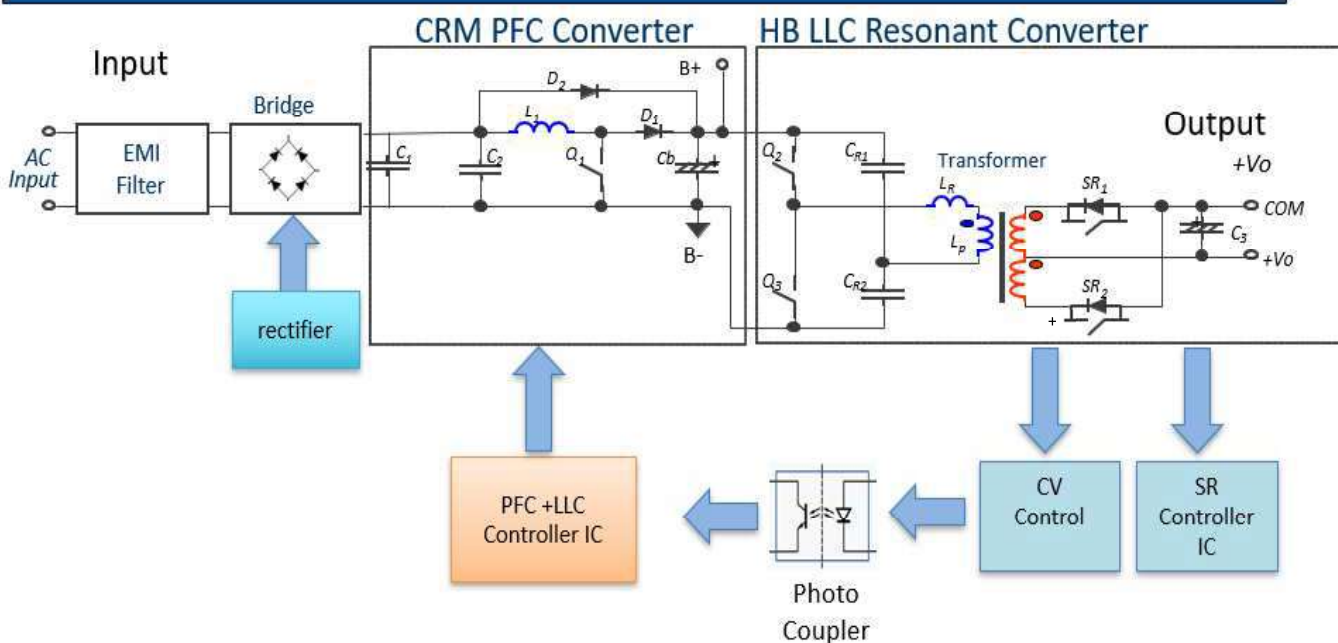 CRM PFC Converter
HB LLC Resonant Converter
Input
Bridge
EMI
Filter
AC
Input
C1
C2
L1
D2
D1
Q1
Cb
+
B+
B-
Q2
Q3
CR1
CR2
LR
Lp
Transformer
SR1
SR2
+
+
C3
Output
+Vo
COM
+Vo
rectifier
PFC +LLC
Controller IC
Photo
Coupler
CV
Control
SR
Controller
IC